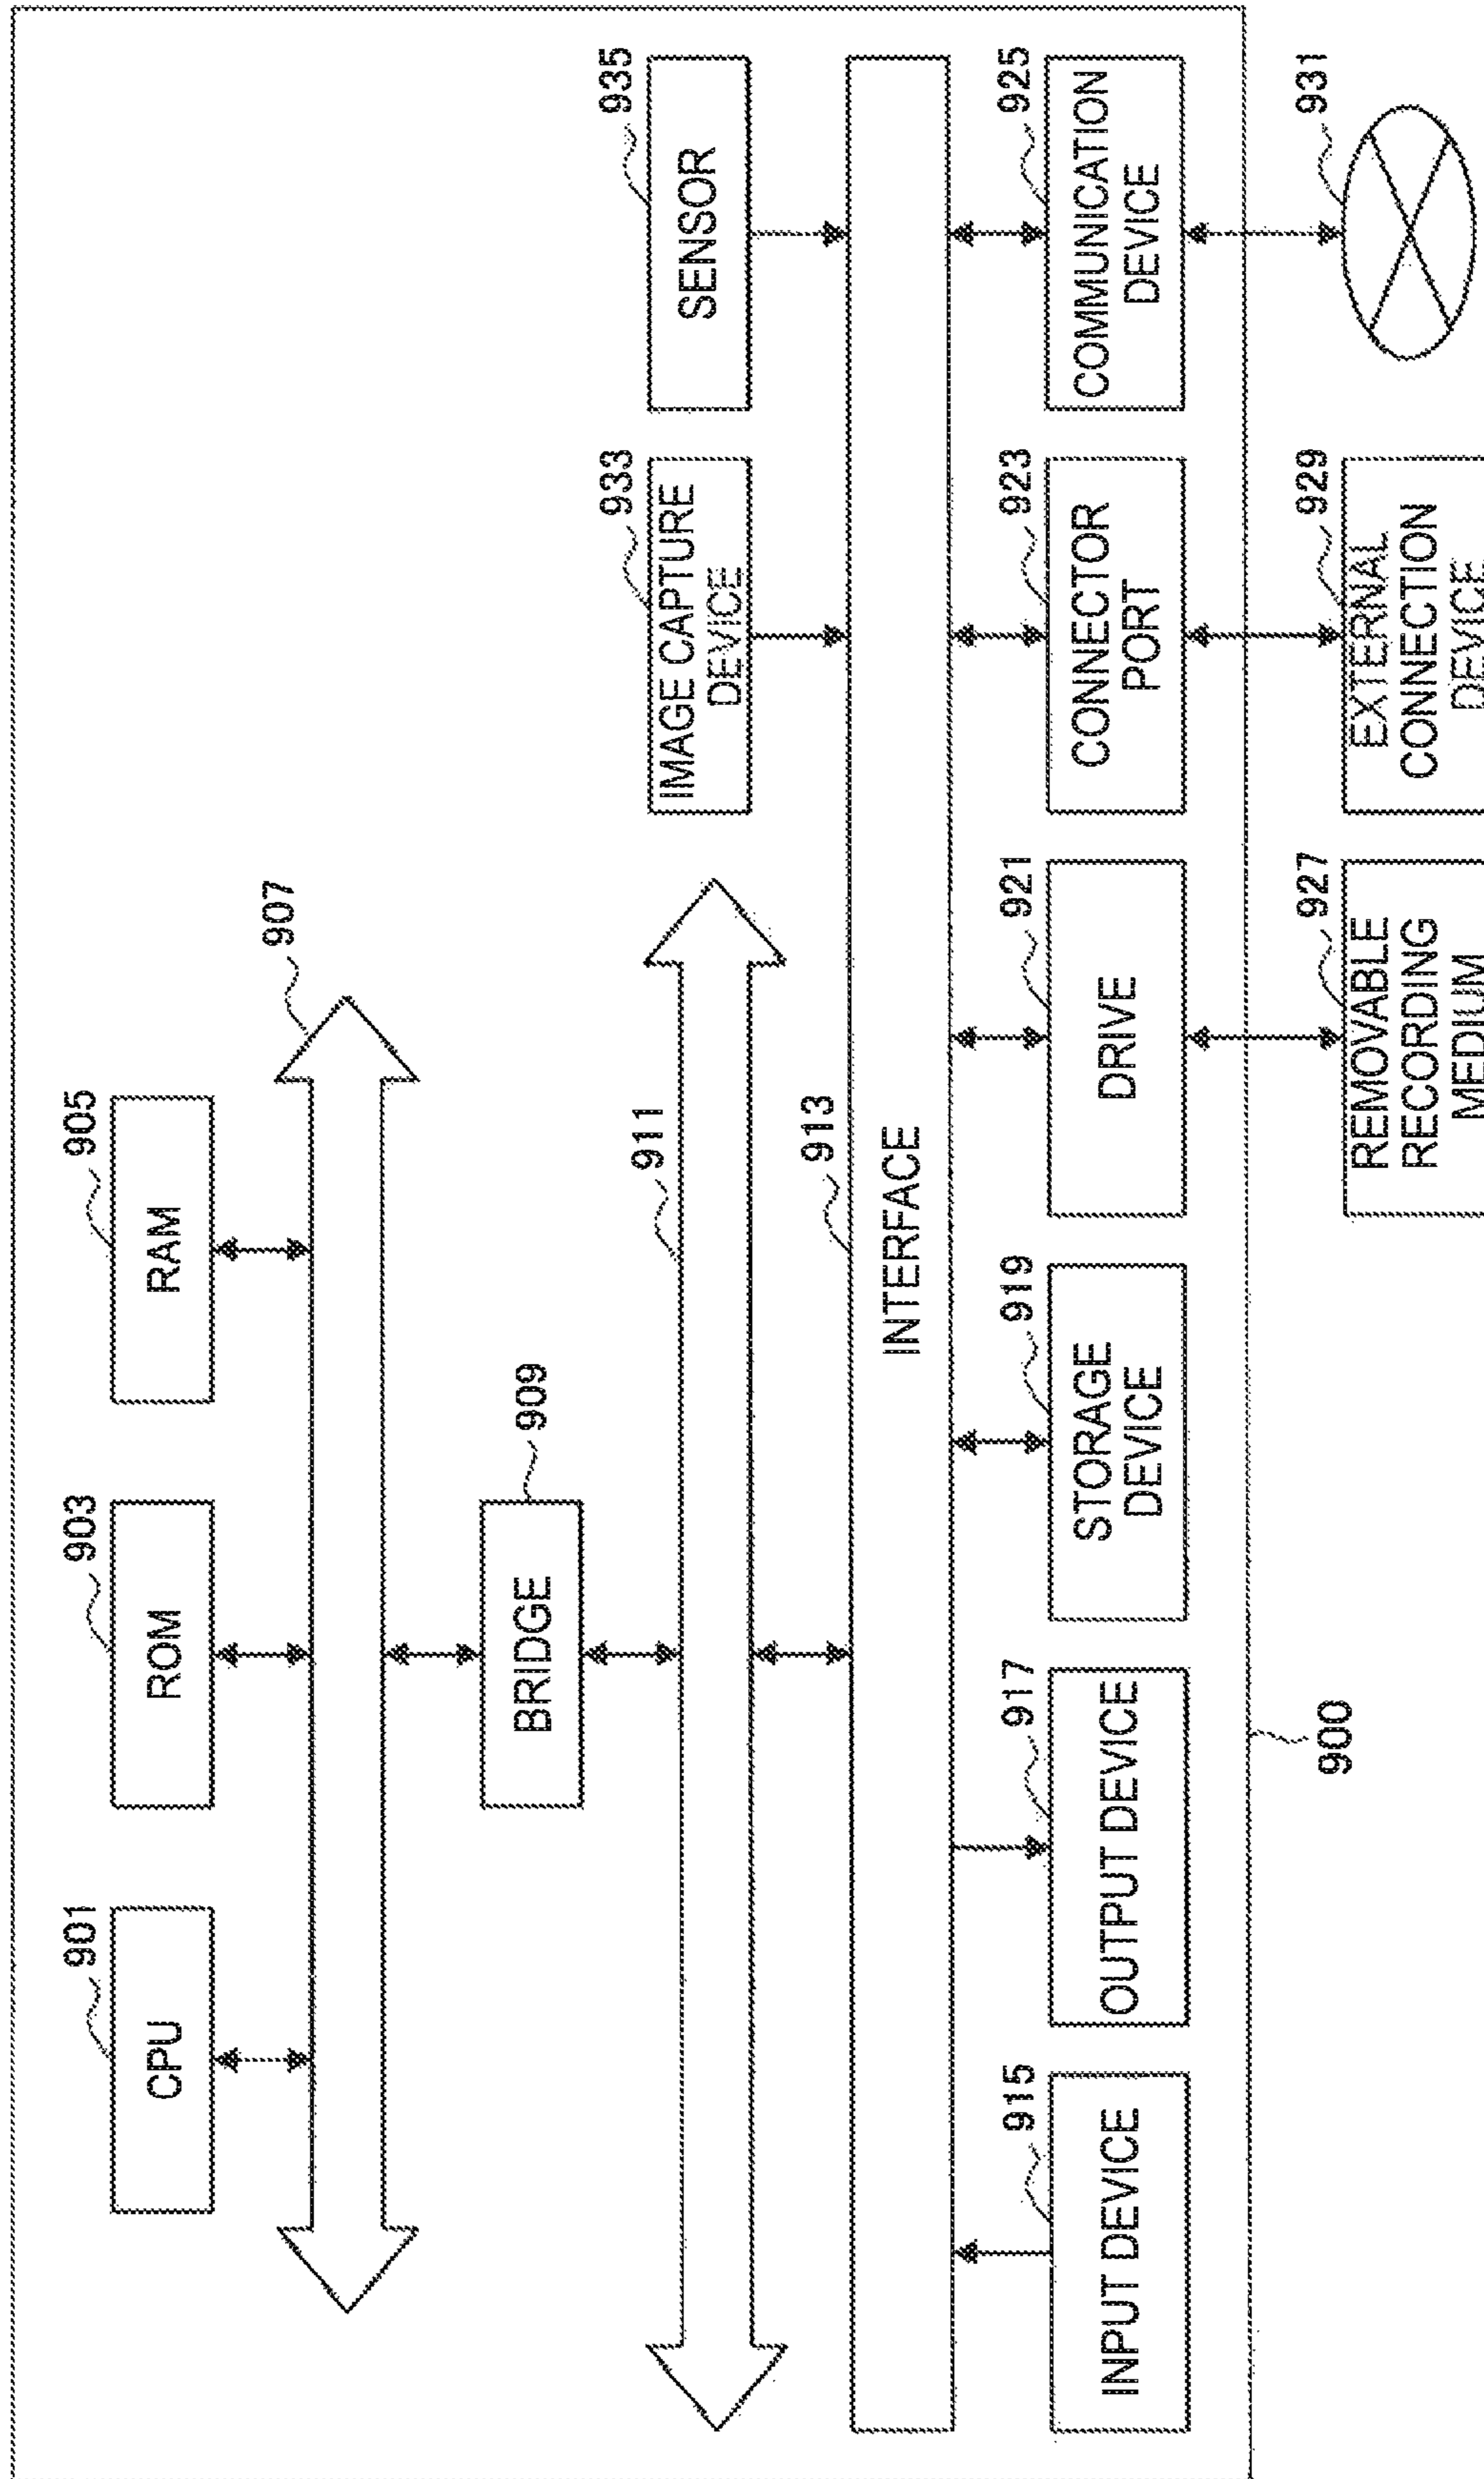 901
CPU
903
ROM
905
RAM
907
909
BRIDGE
911
933
IMAGE CAPTURE
DEVICE
935
SENSOR
913
INTERFACE
915
INPUT DEVICE
917
OUTPUT DEVICE
919
STORAGE
DEVICE
921
DRIVE
923
CONNECTOR
PORT
925
COMMUNICATION
DEVICE
900
927
REMOVABLE
RECORDING
MEDIUM
929
EXTERNAL
CONNECTION
DEVICE
931